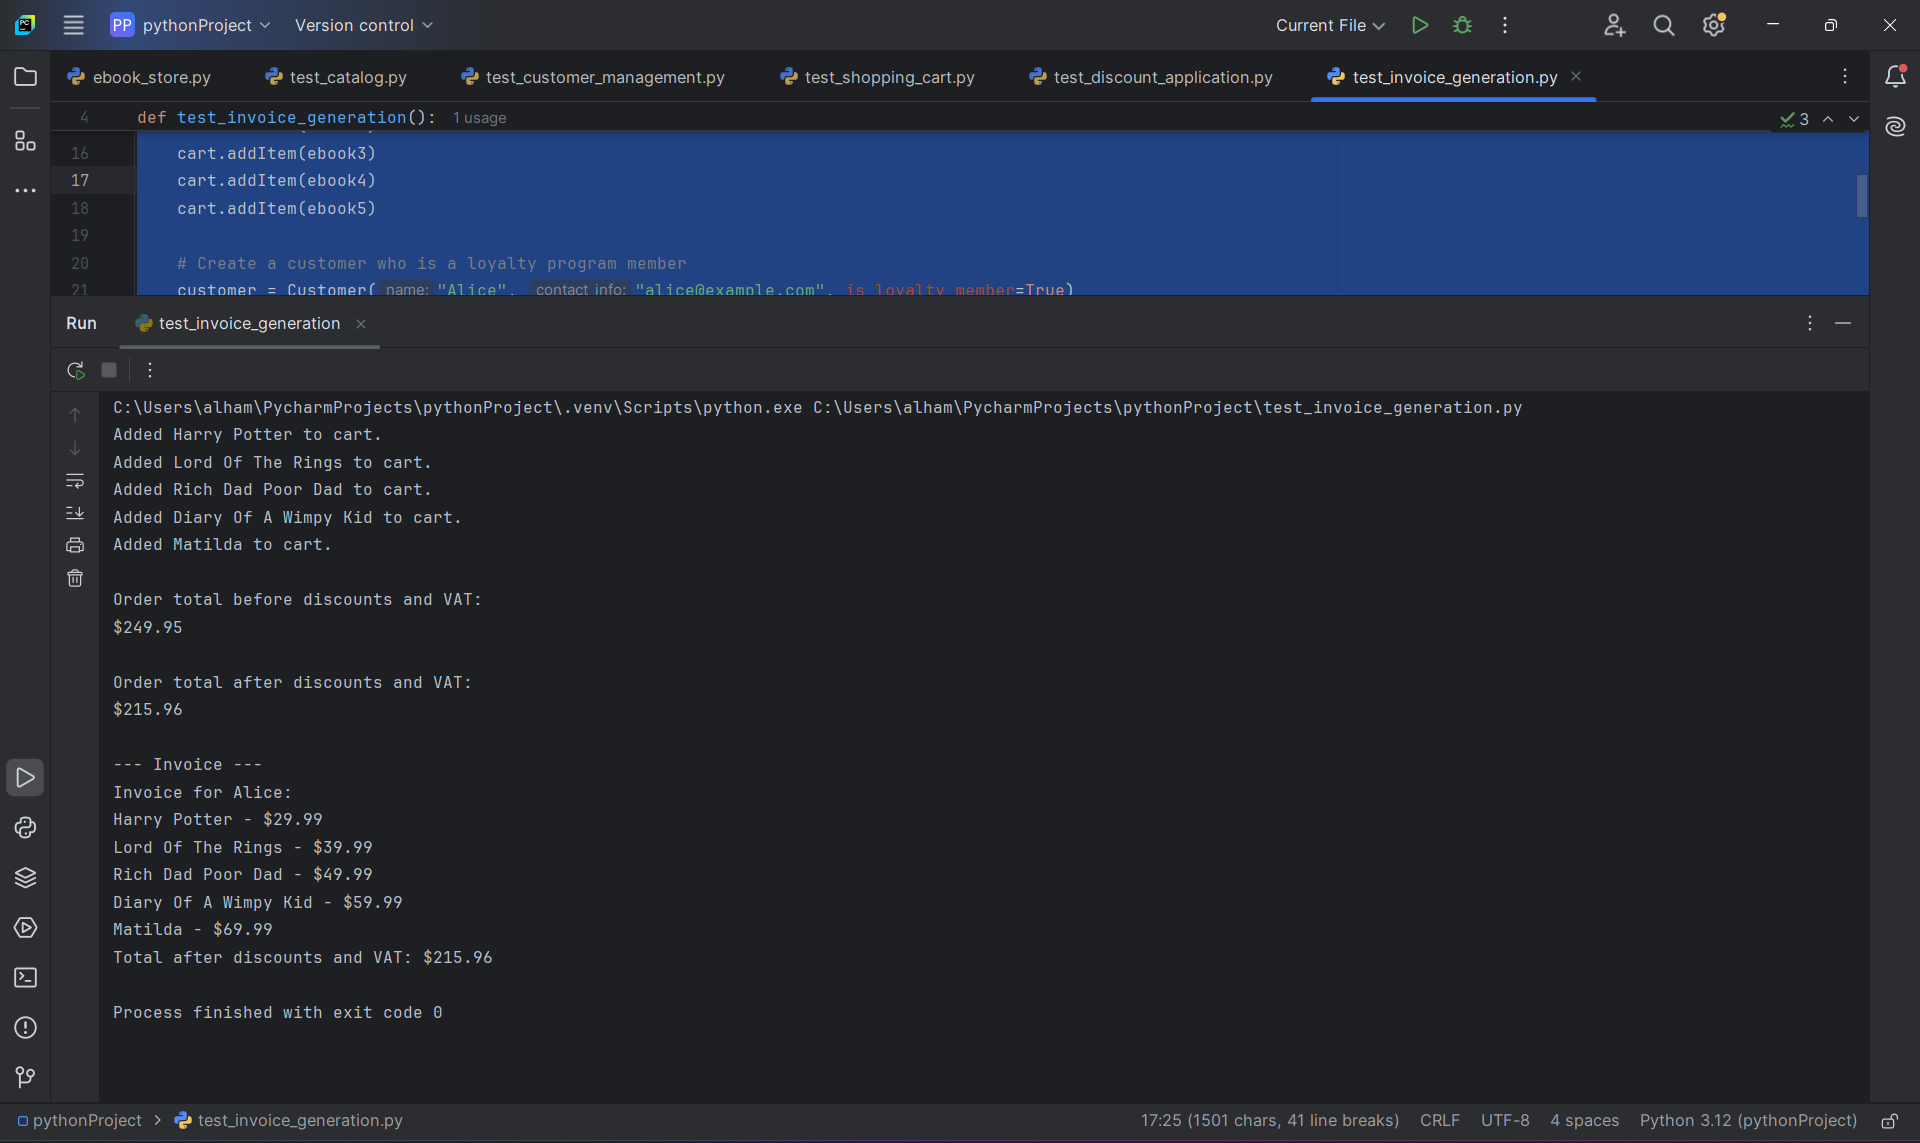 PC
PP pythonProject Version control Current File
ebook_store.py test_catalog.py test_customer_management.py test_shopping_cart.py test_discount_application.py test_invoice_generation.py
4 def test_invoice_generation(): 1 usage 3
16 cart.addItem(ebook3)
17 cart.addItem(ebook4)
18 cart.addItem(ebook5)
19
20 # Create a customer who is a loyalty program member
21 customer = Customer( name: "Alice", contact_info: "alice@example.com", is_loyalty_member=True)
Run test_invoice_generation
C:\Users\alham\PycharmProjects\pythonProject\.venv\Scripts\python.exe C:\Users\alham\PycharmProjects\pythonProject\test_invoice_generation.py
Added Harry Potter to cart.
Added Lord Of The Rings to cart.
Added Rich Dad Poor Dad to cart.
Added Diary Of A Wimpy Kid to cart.
Added Matilda to cart.
Order total before discounts and VAT:
$249.95
Order total after discounts and VAT:
$215.96
--- Invoice ---
Invoice for Alice:
Harry Potter - $29.99
Lord Of The Rings - $39.99
Rich Dad Poor Dad - $49.99
Diary Of A Wimpy Kid - $59.99
Matilda - $69.99
Total after discounts and VAT: $215.96
Process finished with exit code 0
pythonProject > test_invoice_generation.py 17:25 (1501 chars, 41 line breaks) CRLF UTF-8 4 spaces Python 3.12 (pythonProject)